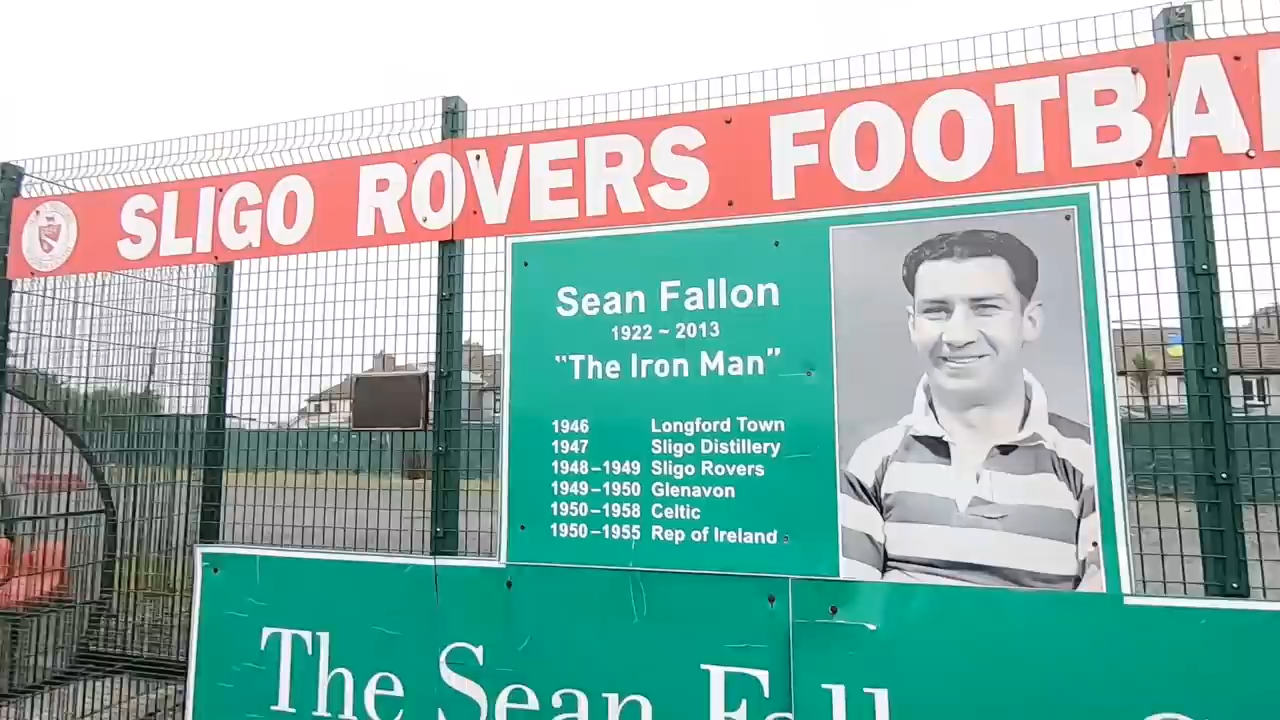 SLIGO ROVERS FOOTBA
Sean Fallon
1922 ~ 2013
"The Iron Man"
1946 Longford Town
1947 Sligo Distillery
1948–1949 Sligo Rovers
1949–1950 Glenavon
1950–1958 Celtic
1950–1955 Rep of Ireland
The Sean Fall